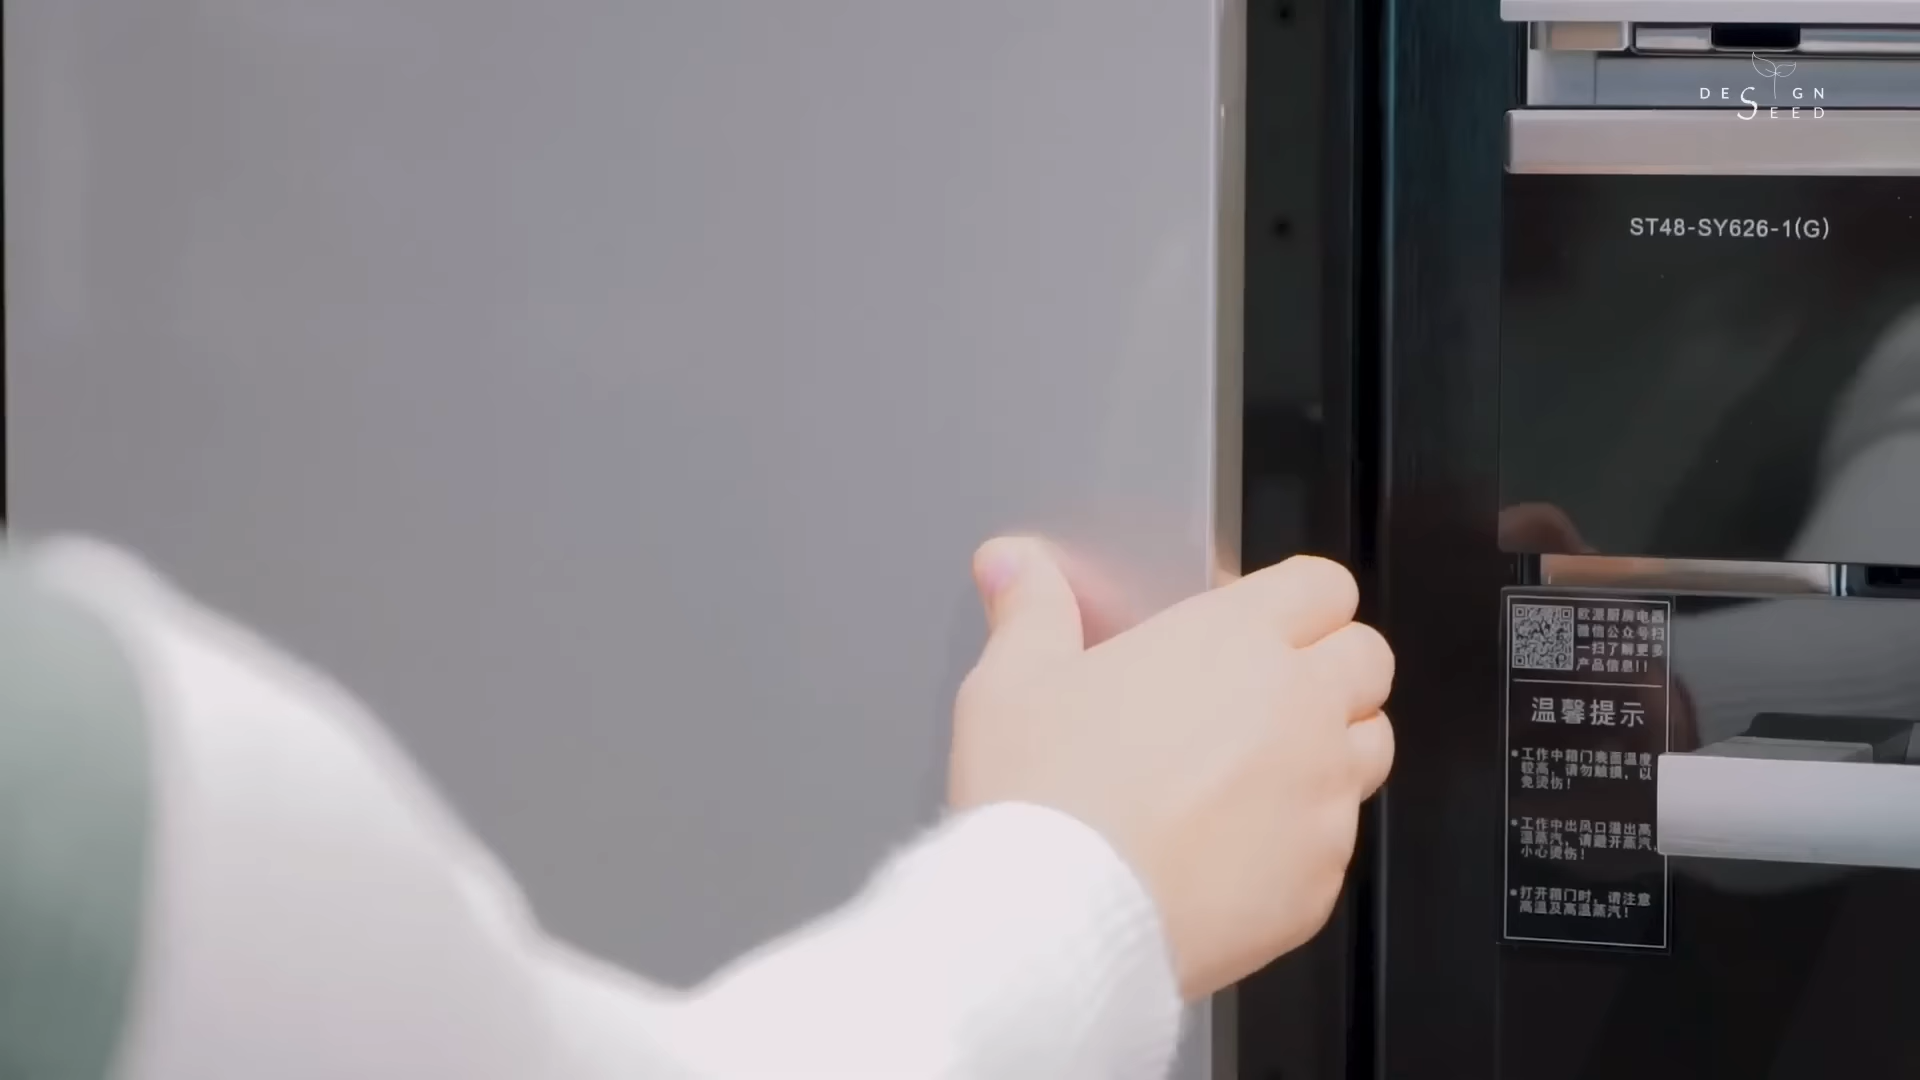 DESIGN
SEED
ST48-SY626-1(G)
欧派厨房电器
微信公众号扫
一扫了解更多
产品信息!!
温馨提示
•工作中箱门表面温度
较高，请勿触摸，以
免烫伤!
•工作中出风口溢出高
温蒸汽，请避开蒸汽，
小心烫伤!
•打开箱门时，请注意
高温及高温蒸汽!